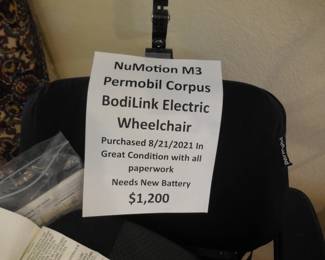 NuMotion M3
Permobil Corpus
BodiLink Electric
Wheelchair
Purchased 8/21/2021 In
Great Condition with all
paperwork
Needs New Battery
$1,200
permobil